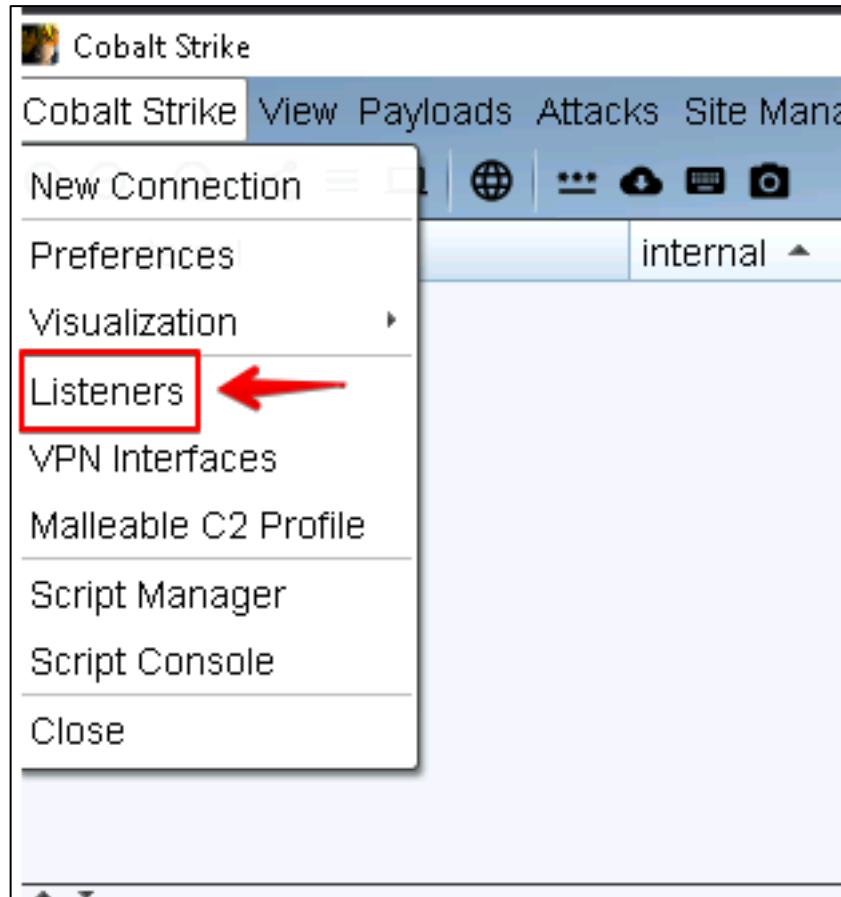 Cobalt Strike
Cobalt Strike View Payloads Attacks Site Mana
New Connection
Preferences
internal
Visualization
Listeners
VPN Interfaces
Malleable C2 Profile
Script Manager
Script Console
Close